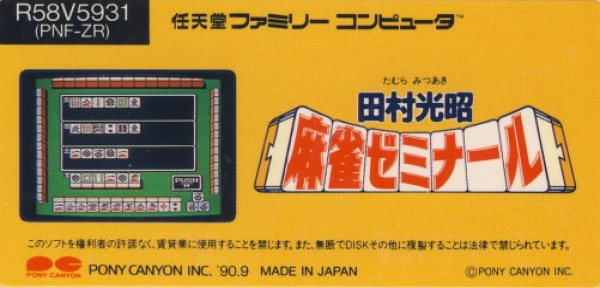 R58V5931
(PNF-ZR)
任天堂 ファミリー コンピュータ™
たむら みつあき
田村光昭
麻雀ゼミナール
PUSH
このソフトを権利者の許諾なく、賃貸業に使用することを禁じます。また、無断でDISKその他に複製することは法律で禁じられています。
PONY CANYON
PONY CANYON INC. '90.9 MADE IN JAPAN
©PONY CANYON INC.